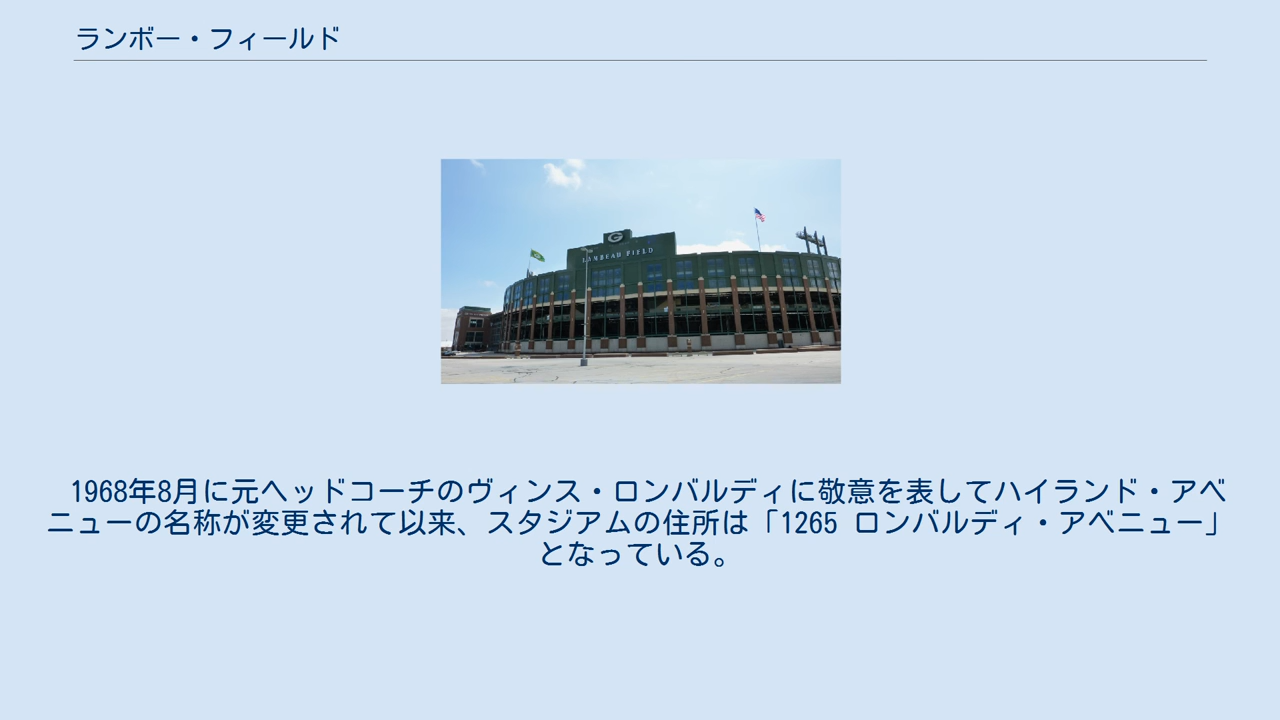 ランボー・フィールド
G
LAMBEAU FIELD
1968年8月に元ヘッドコーチのヴィンス・ロンバルディに敬意を表してハイランド・アベ
ニューの名称が変更されて以来、スタジアムの住所は「1265 ロンバルディ・アベニュー」
となっている。